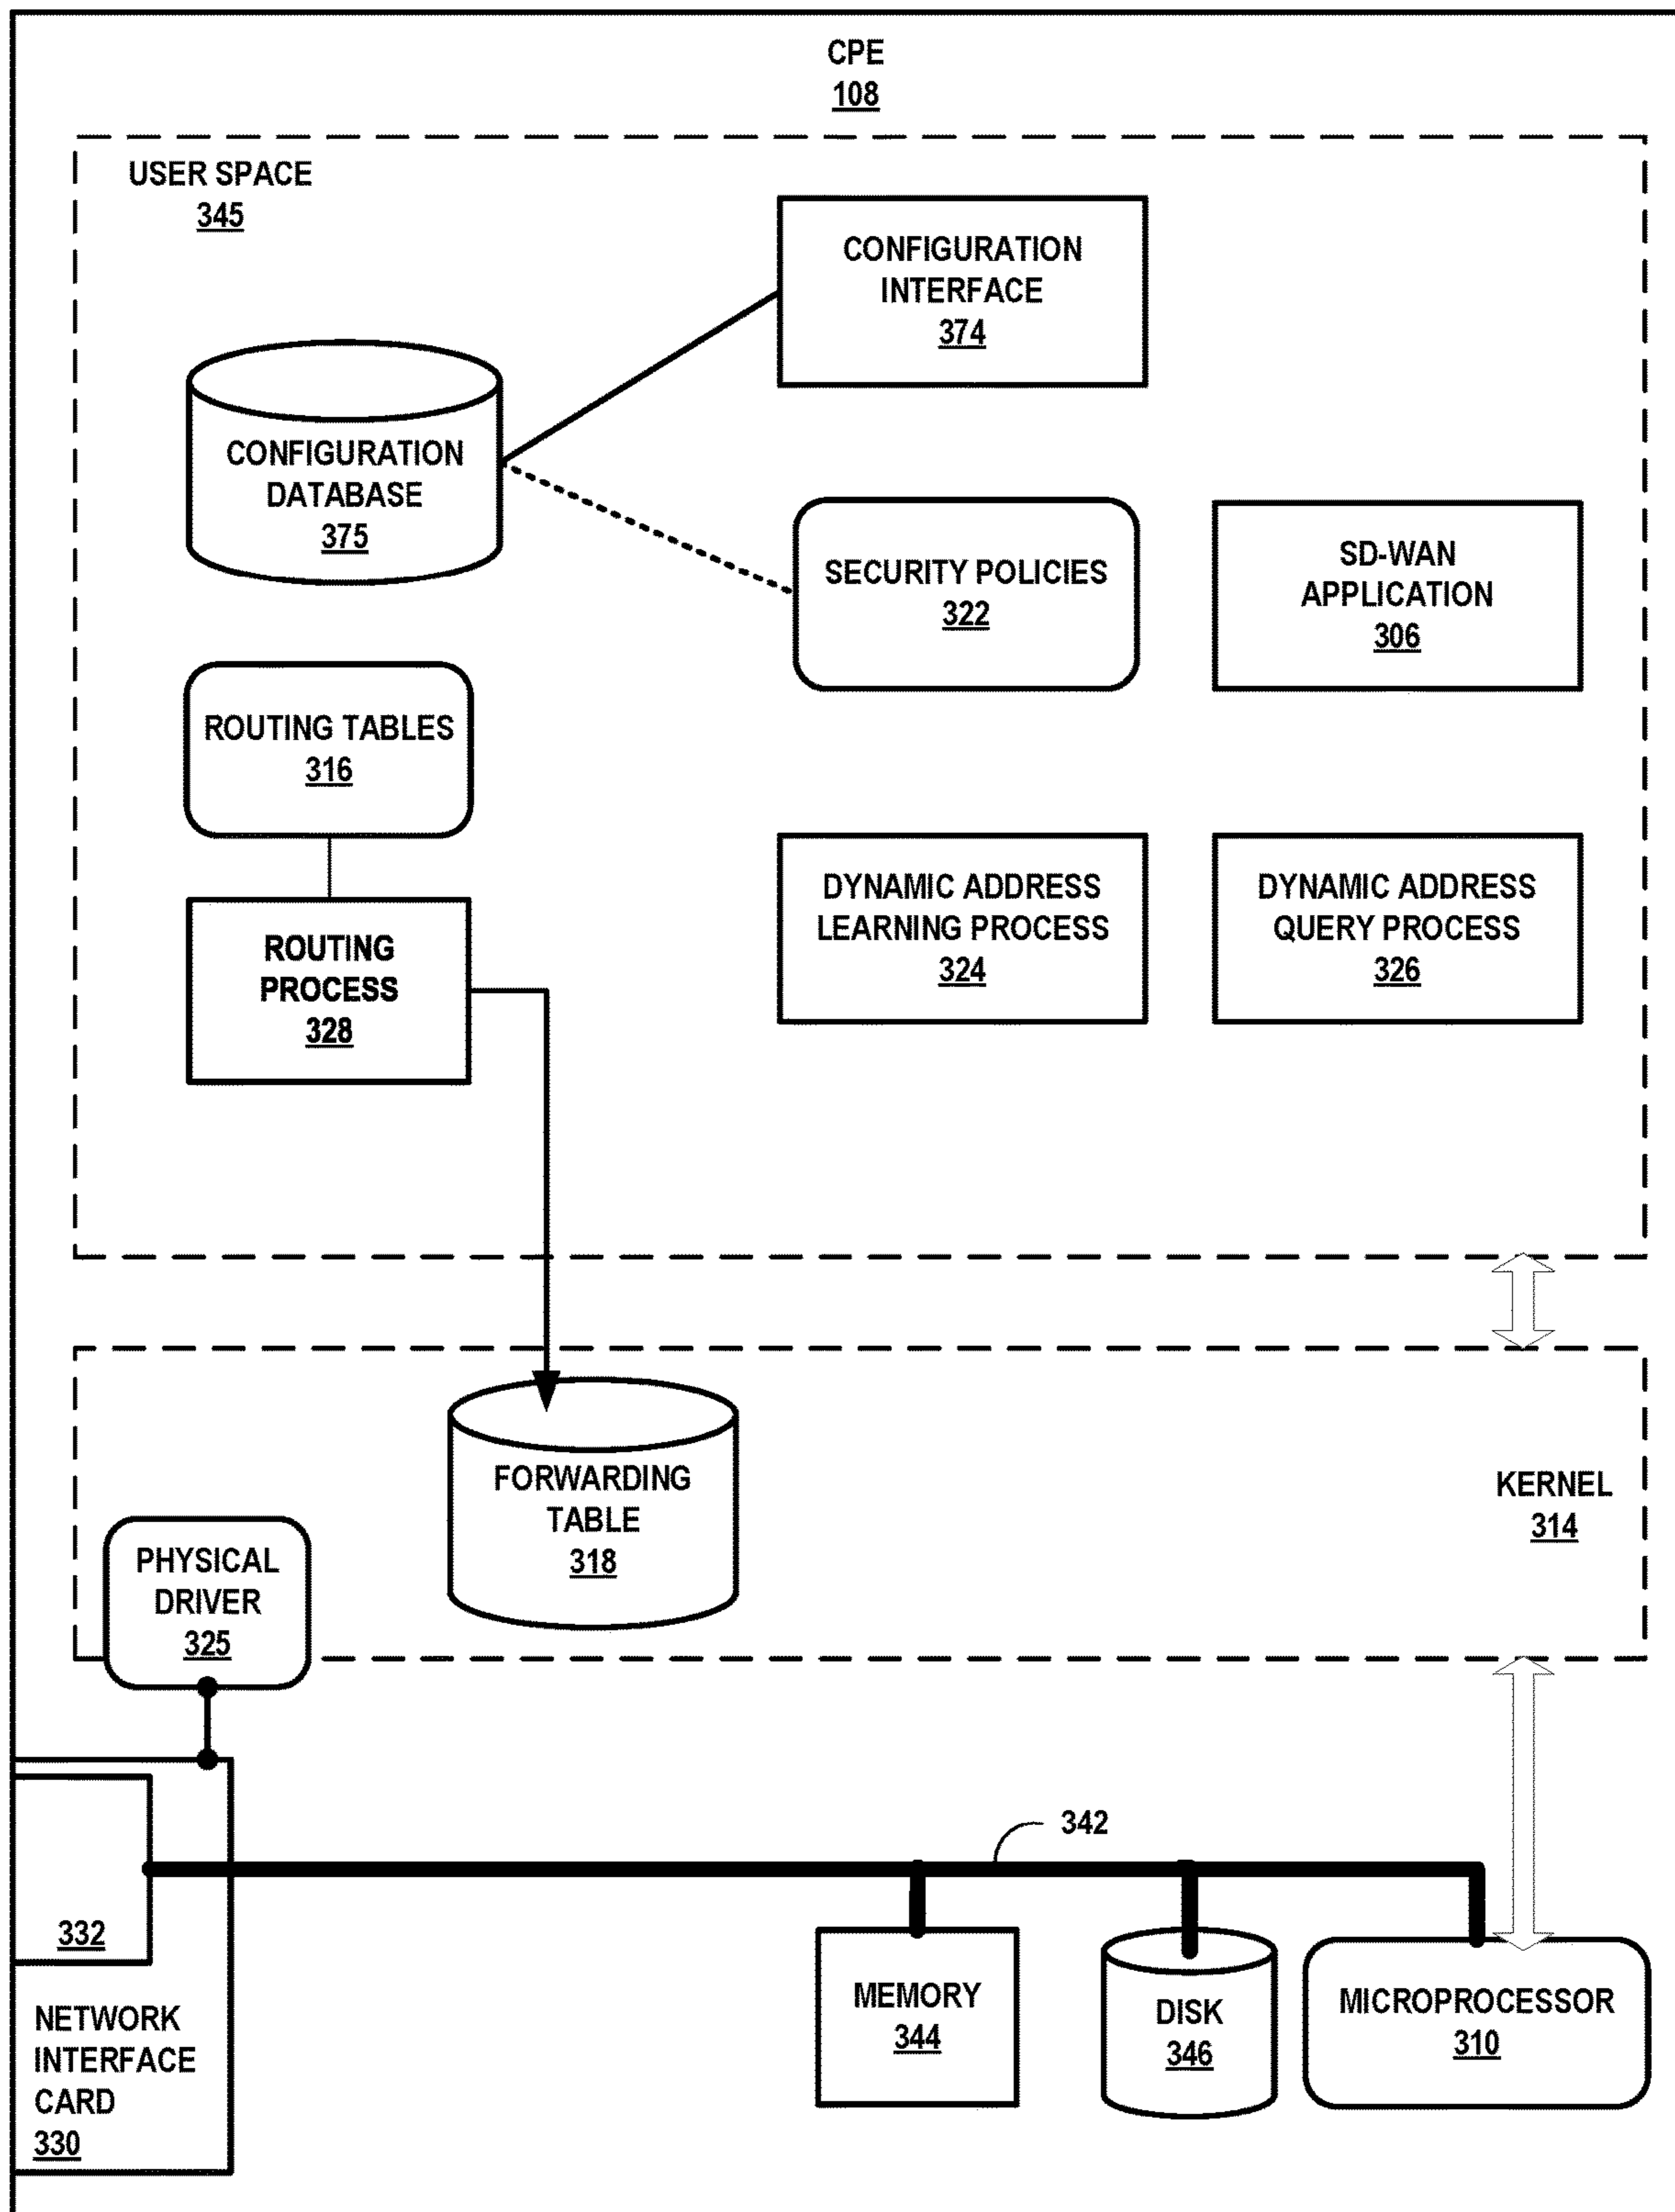 CPE
108
USER SPACE
345
CONFIGURATION
INTERFACE
374
CONFIGURATION
DATABASE
375
SECURITY POLICIES
322
SD-WAN
APPLICATION
306
ROUTING TABLES
316
ROUTING
PROCESS
328
DYNAMIC ADDRESS
LEARNING PROCESS
324
DYNAMIC ADDRESS
QUERY PROCESS
326
FORWARDING
TABLE
318
KERNEL
314
PHYSICAL
DRIVER
325
342
332
NETWORK
INTERFACE
CARD
330
MEMORY
344
DISK
346
MICROPROCESSOR
310